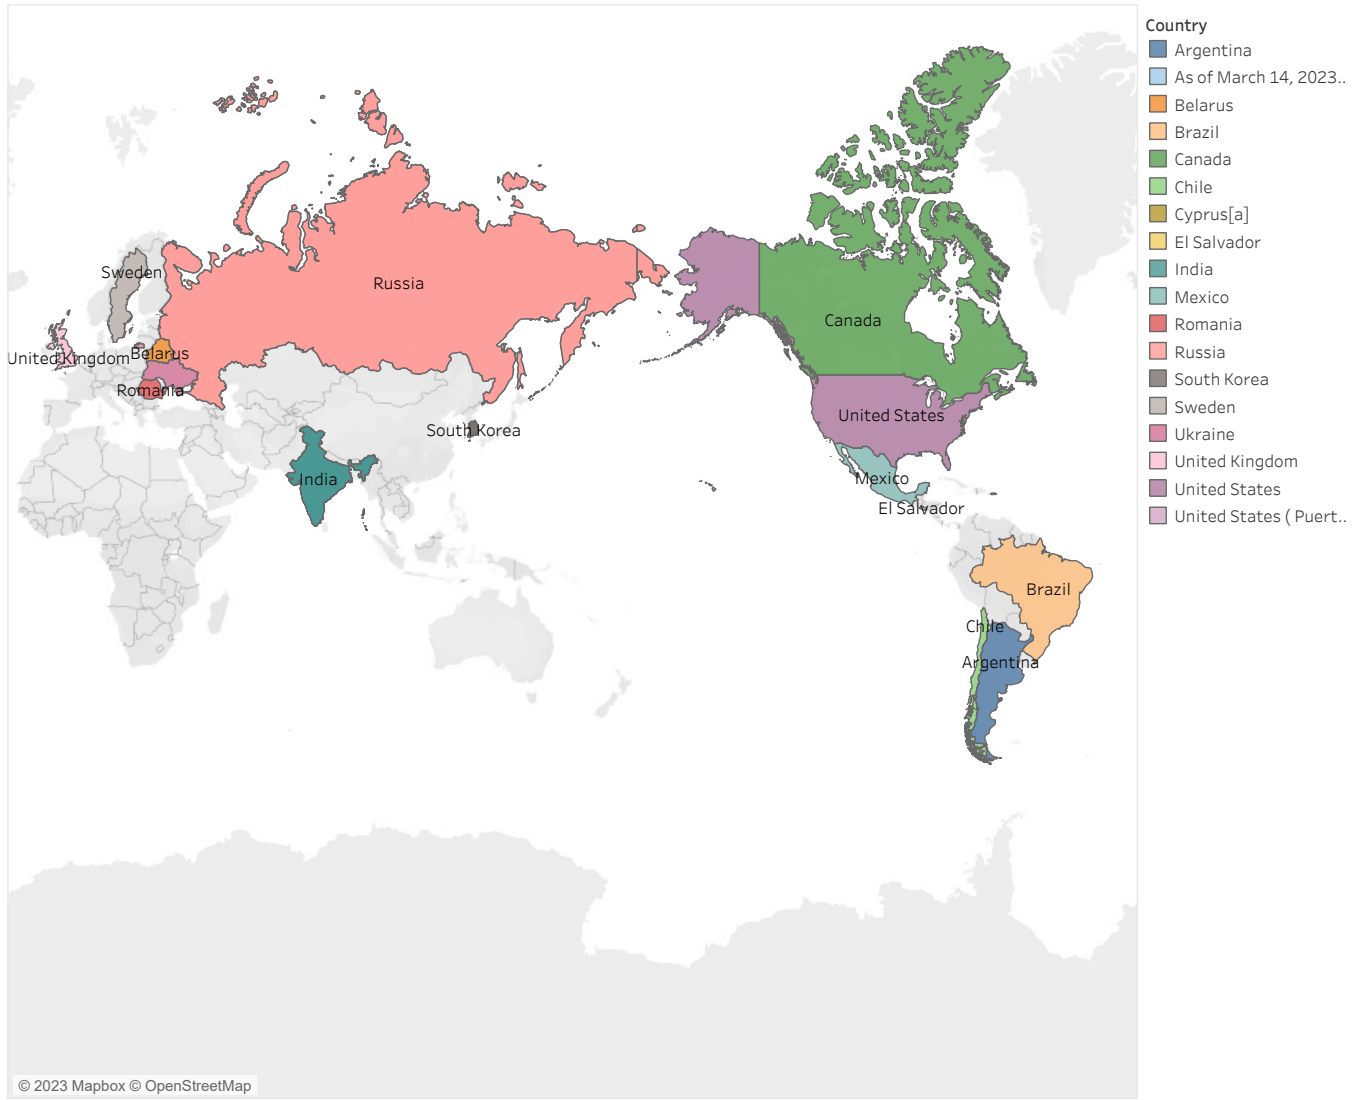 Sweden
Russia
United Kingdom
Belarus
Romania
South Korea
India
Canada
United States
Mexico
El Salvador
Brazil
Chile
Argentina
© 2023 Mapbox © OpenStreetMap
Country
Argentina
As of March 14, 2023..
Belarus
Brazil
Canada
Chile
Cyprus[a]
El Salvador
India
Mexico
Romania
Russia
South Korea
Sweden
Ukraine
United Kingdom
United States
United States ( Puert..